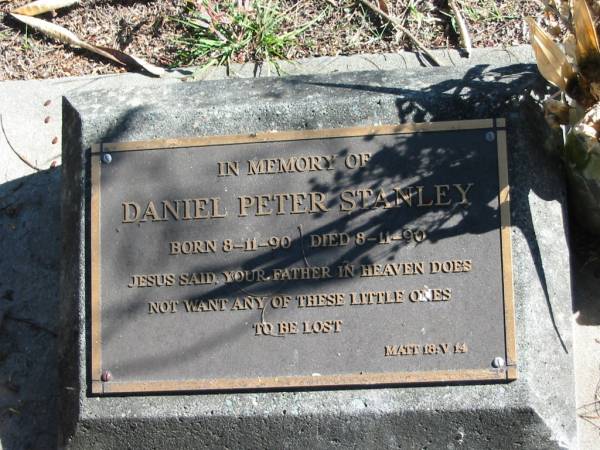 IN MEMORY OF
DANIEL PETER STANLEY
BORN 8-11-90 DIED 8-11-90
JESUS SAID, YOUR FATHER IN HEAVEN DOES
NOT WANT ANY OF THESE LITTLE ONES
TO BE LOST
MATT 18:V 14